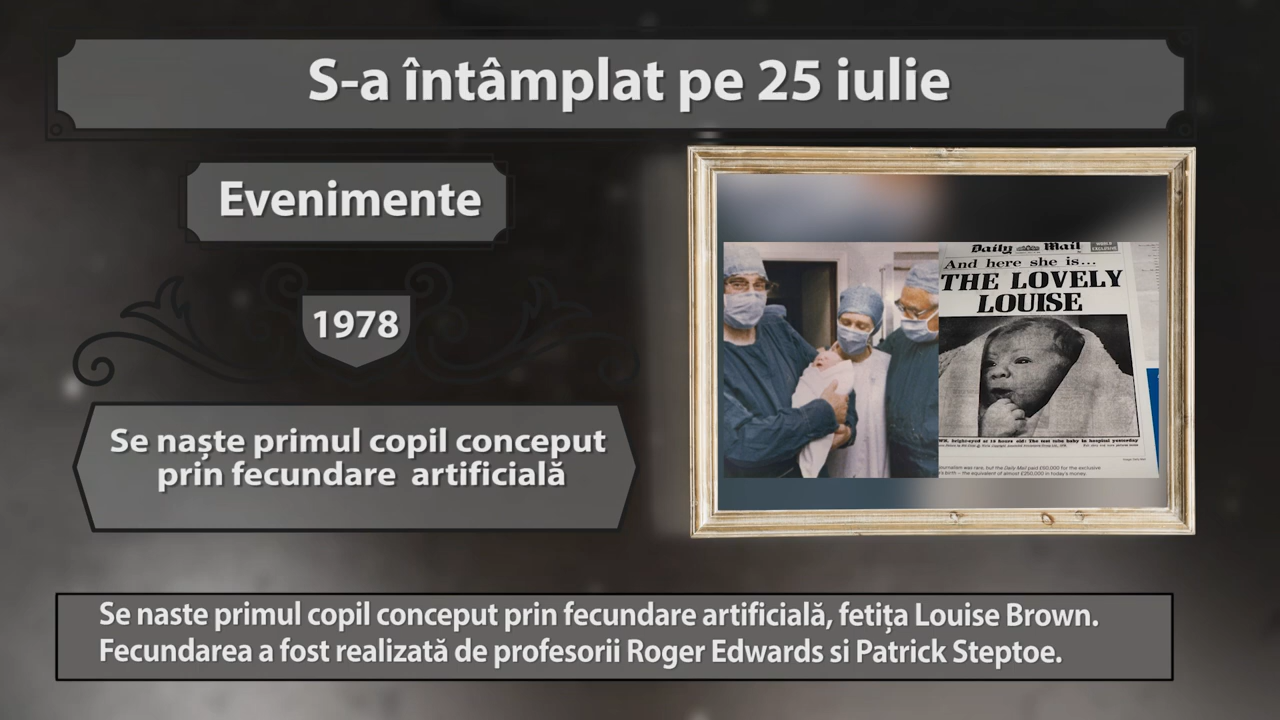 S-a întâmplat pe 25 iulie
Evenimente
1978
Se naște primul copil conceput
prin fecundare artificială
Daily Mail
And here she is...
THE LOVELY
LOUISE
Se naste primul copil conceput prin fecundare artificială, fetița Louise Brown.
Fecundarea a fost realizată de profesorii Roger Edwards si Patrick Steptoe.